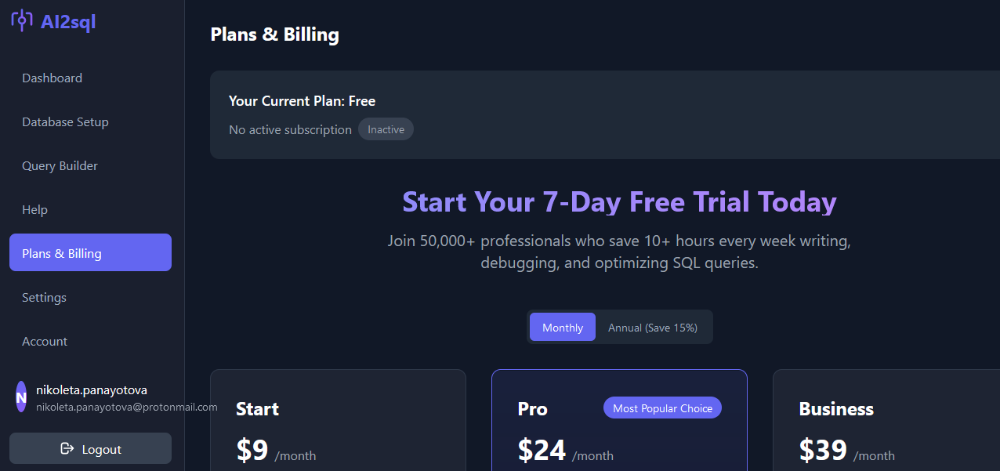 AI2sql
Dashboard
Database Setup
Query Builder
Help
Plans & Billing
Settings
Account
N
nikoleta.panayotova
nikoleta.panayotova@protonmail.com
Logout
Plans & Billing
Your Current Plan: Free
No active subscription Inactive
Start Your 7-Day Free Trial Today
Join 50,000+ professionals who save 10+ hours every week writing,
debugging, and optimizing SQL queries.
Monthly Annual (Save 15%)
Start
$9 /month
Pro Most Popular Choice
$24 /month
Business
$39 /month